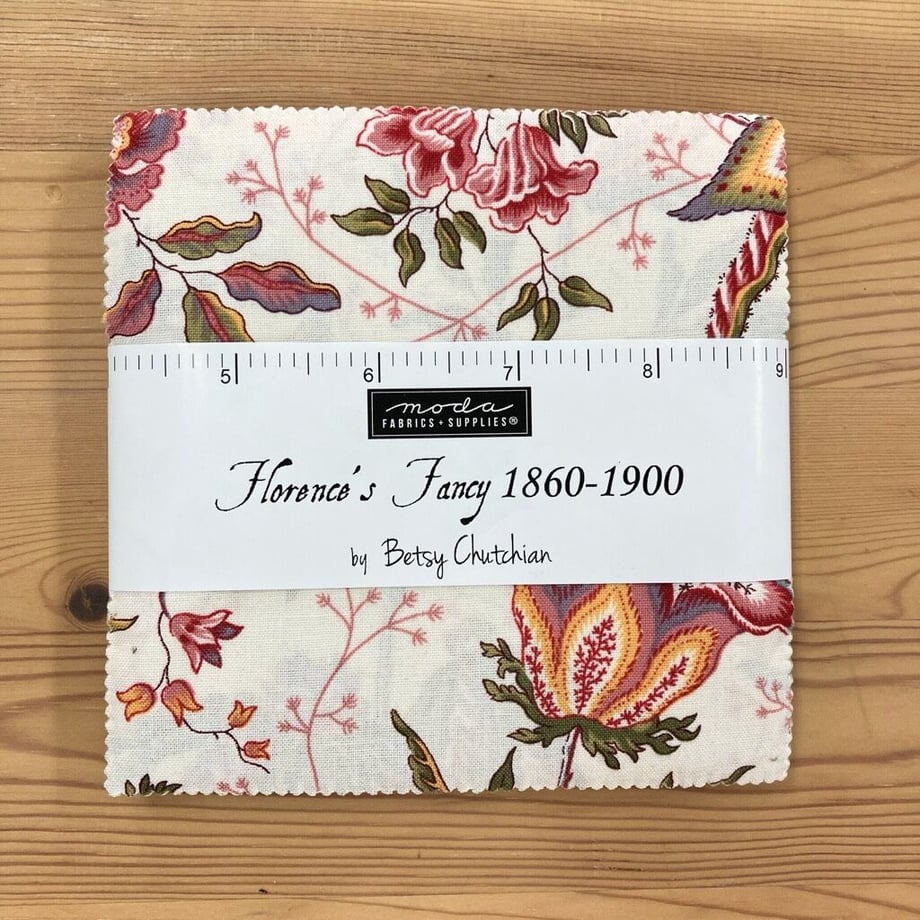 5 6 7 8 9
moda
FABRICS + SUPPLIES®
Florence's Fancy 1860-1900
by Betsy Chutchian